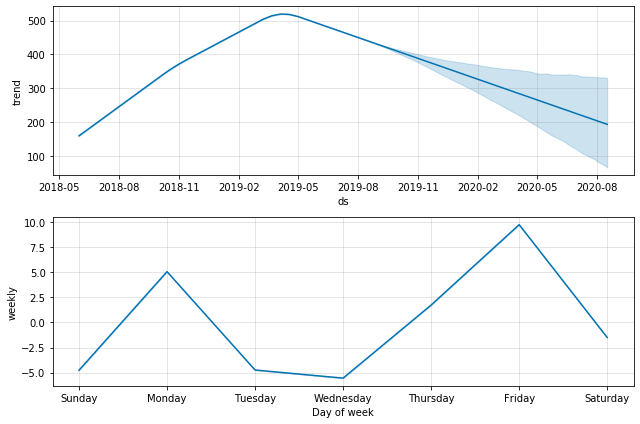 500
400
300
200
100
trend
2018-05 2018-08 2018-11 2019-02 2019-05 2019-08 2019-11 2020-02 2020-05 2020-08
ds
10.0
7.5
5.0
2.5
0.0
−2.5
−5.0
weekly
Sunday Monday Tuesday Wednesday Thursday Friday Saturday
Day of week